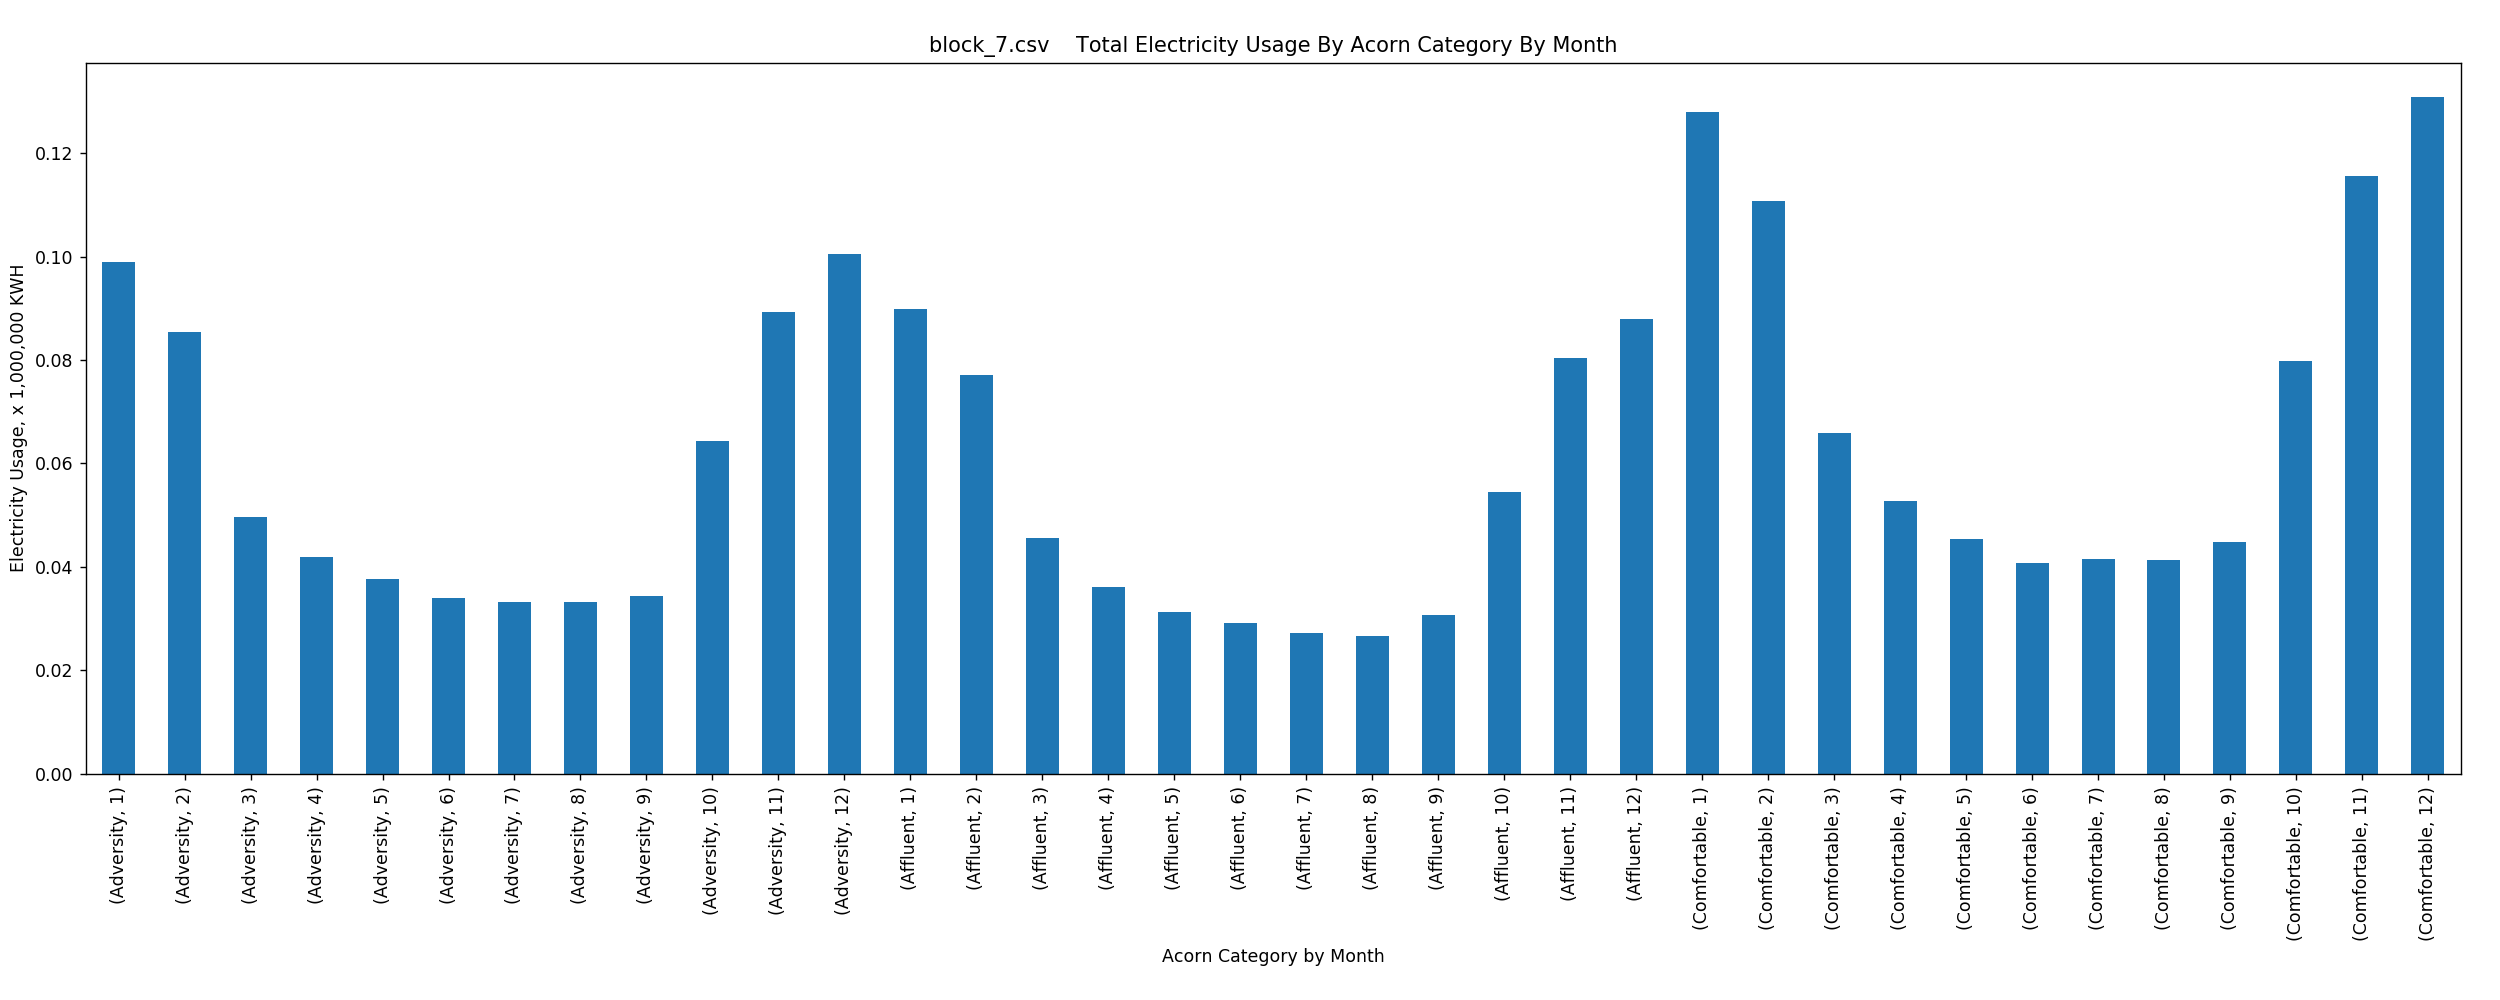 block_7.csv    Total Electricity Usage By Acorn Category By Month
Electricity Usage, x 1,000,000 KWH
0.12
0.10
0.08
0.06
0.04
0.02
0.00
(Adversity, 1)
(Adversity, 2)
(Adversity, 3)
(Adversity, 4)
(Adversity, 5)
(Adversity, 6)
(Adversity, 7)
(Adversity, 8)
(Adversity, 9)
(Adversity, 10)
(Adversity, 11)
(Adversity, 12)
(Affluent, 1)
(Affluent, 2)
(Affluent, 3)
(Affluent, 4)
(Affluent, 5)
(Affluent, 6)
(Affluent, 7)
(Affluent, 8)
(Affluent, 9)
(Affluent, 10)
(Affluent, 11)
(Affluent, 12)
(Comfortable, 1)
(Comfortable, 2)
(Comfortable, 3)
(Comfortable, 4)
(Comfortable, 5)
(Comfortable, 6)
(Comfortable, 7)
(Comfortable, 8)
(Comfortable, 9)
(Comfortable, 10)
(Comfortable, 11)
(Comfortable, 12)
Acorn Category by Month